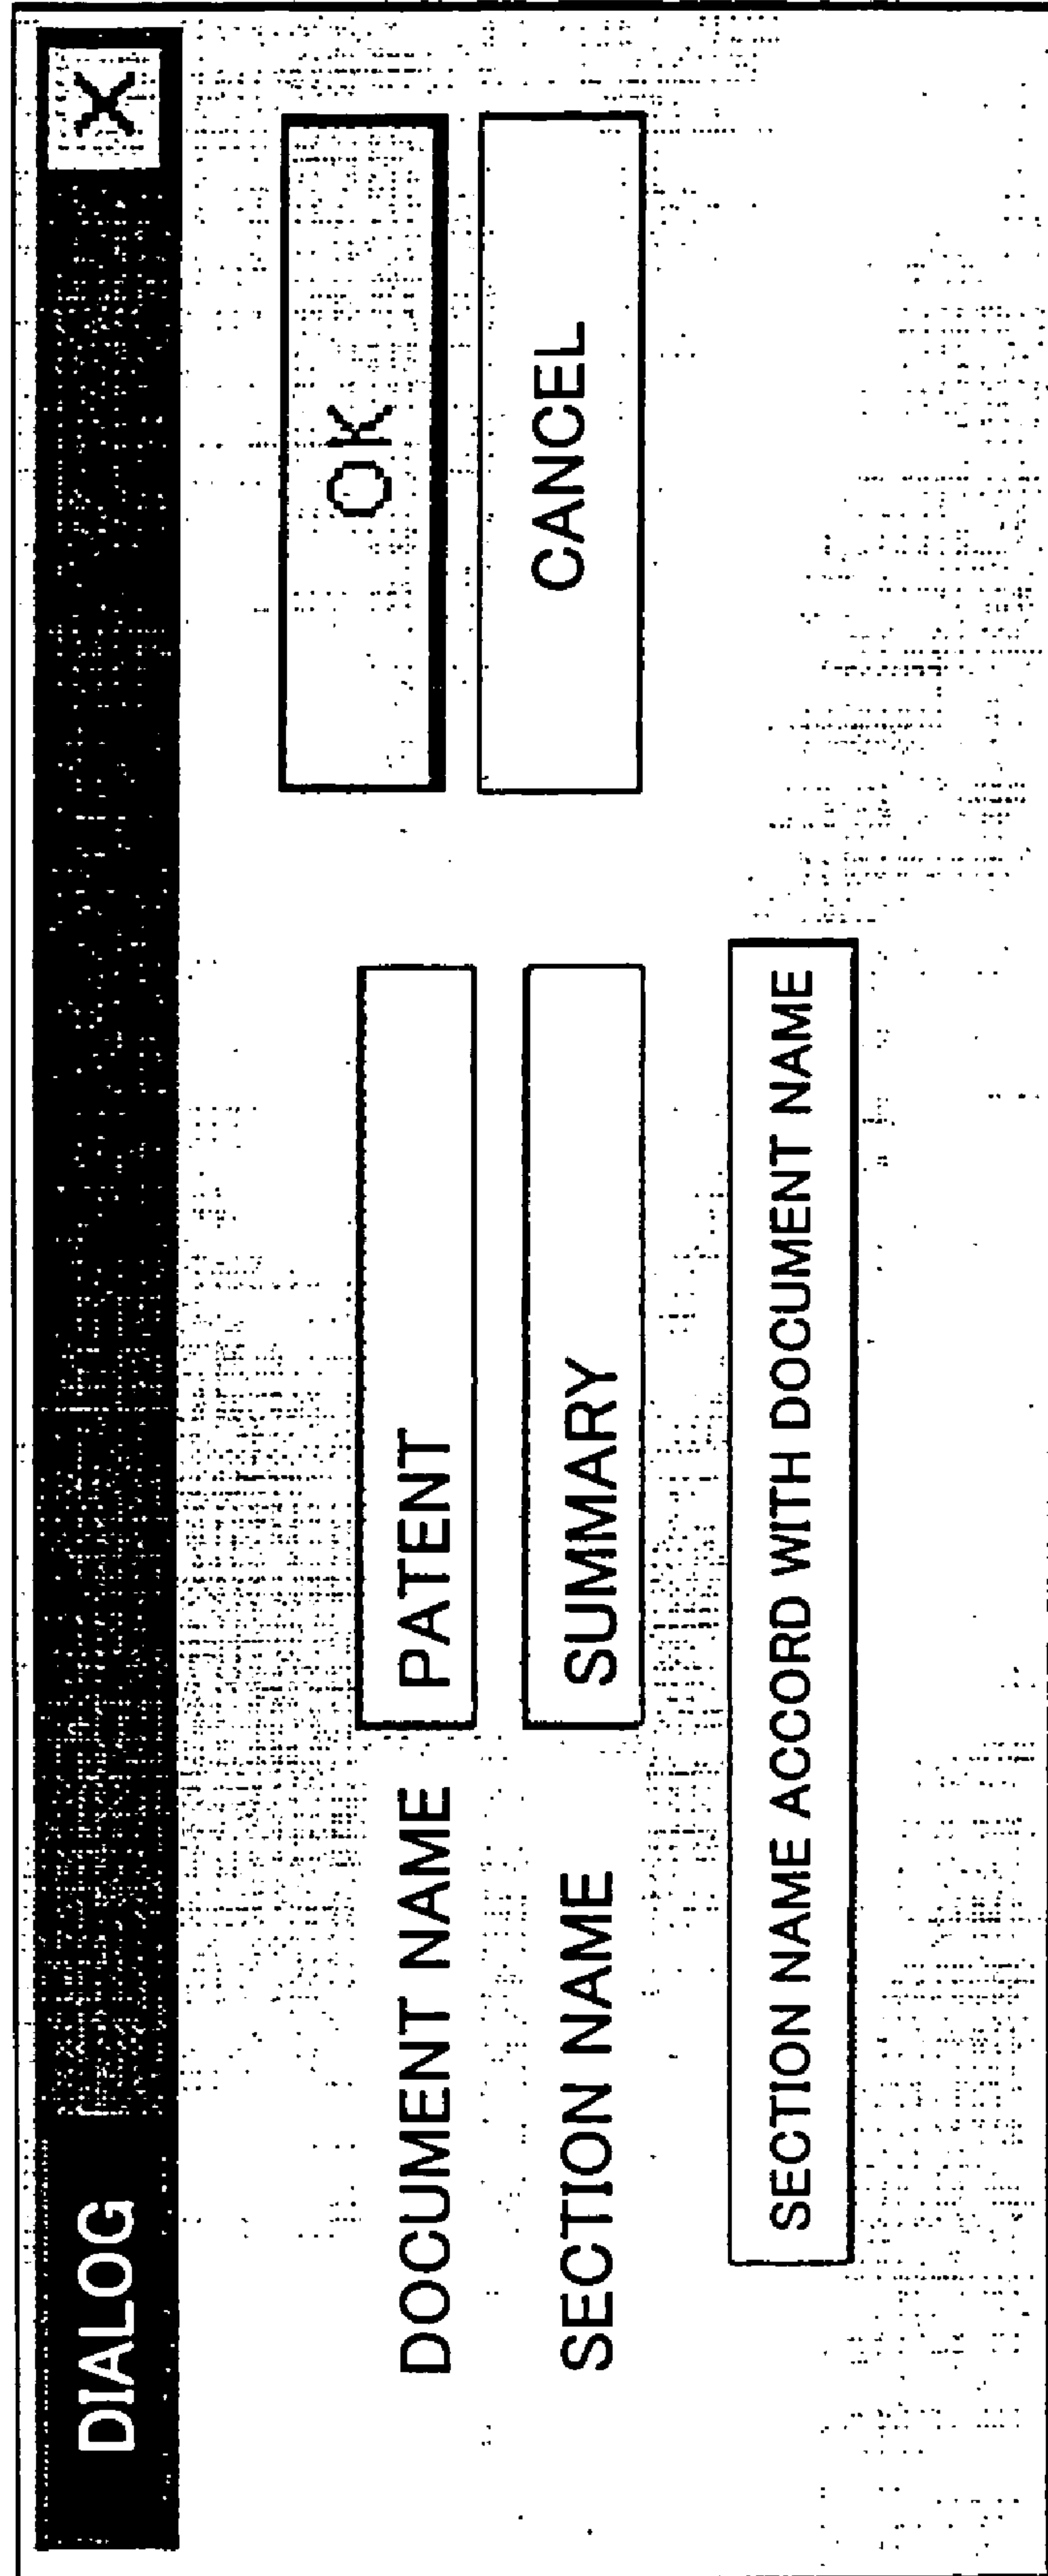 DIALOG X
OK
DOCUMENT NAME PATENT
CANCEL
SECTION NAME SUMMARY
SECTION NAME ACCORD WITH DOCUMENT NAME